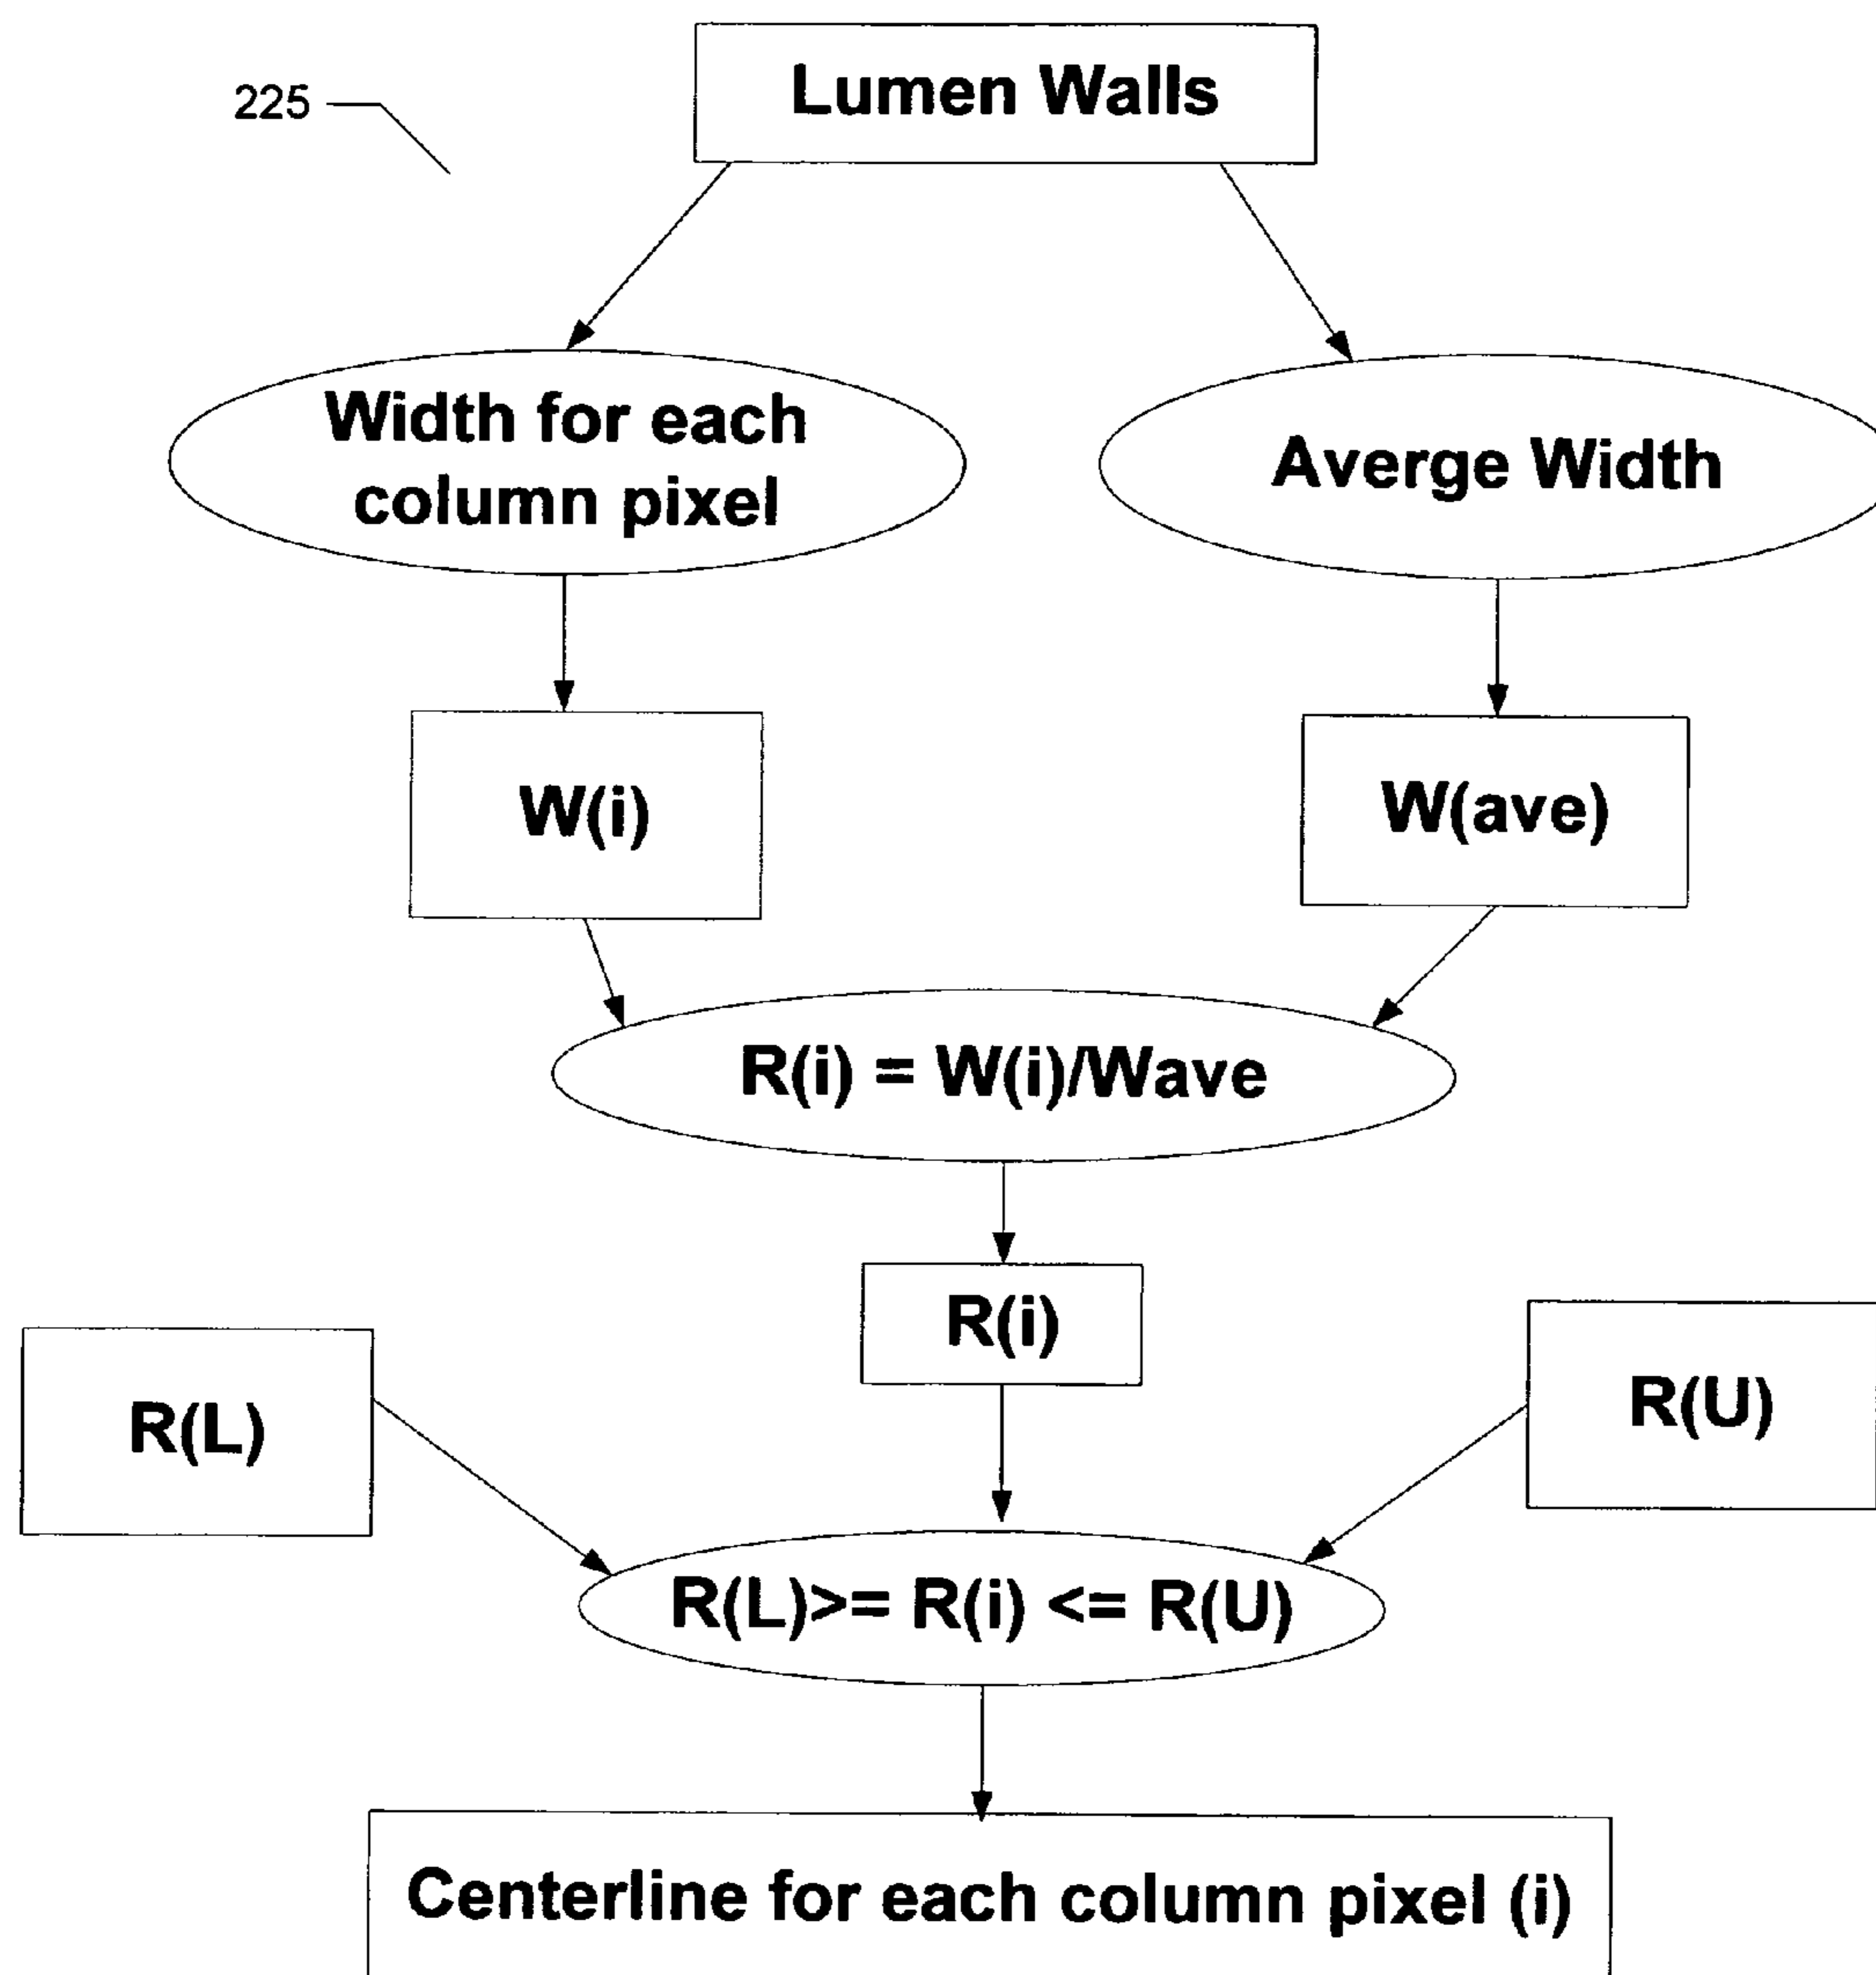 Lumen Walls
225
Width for each
column pixel
Averge Width
W(i)
W(ave)
R(i) = W(i)/Wave
R(i)
R(L)
R(U)
R(L)>= R(i) <= R(U)
Centerline for each column pixel (i)